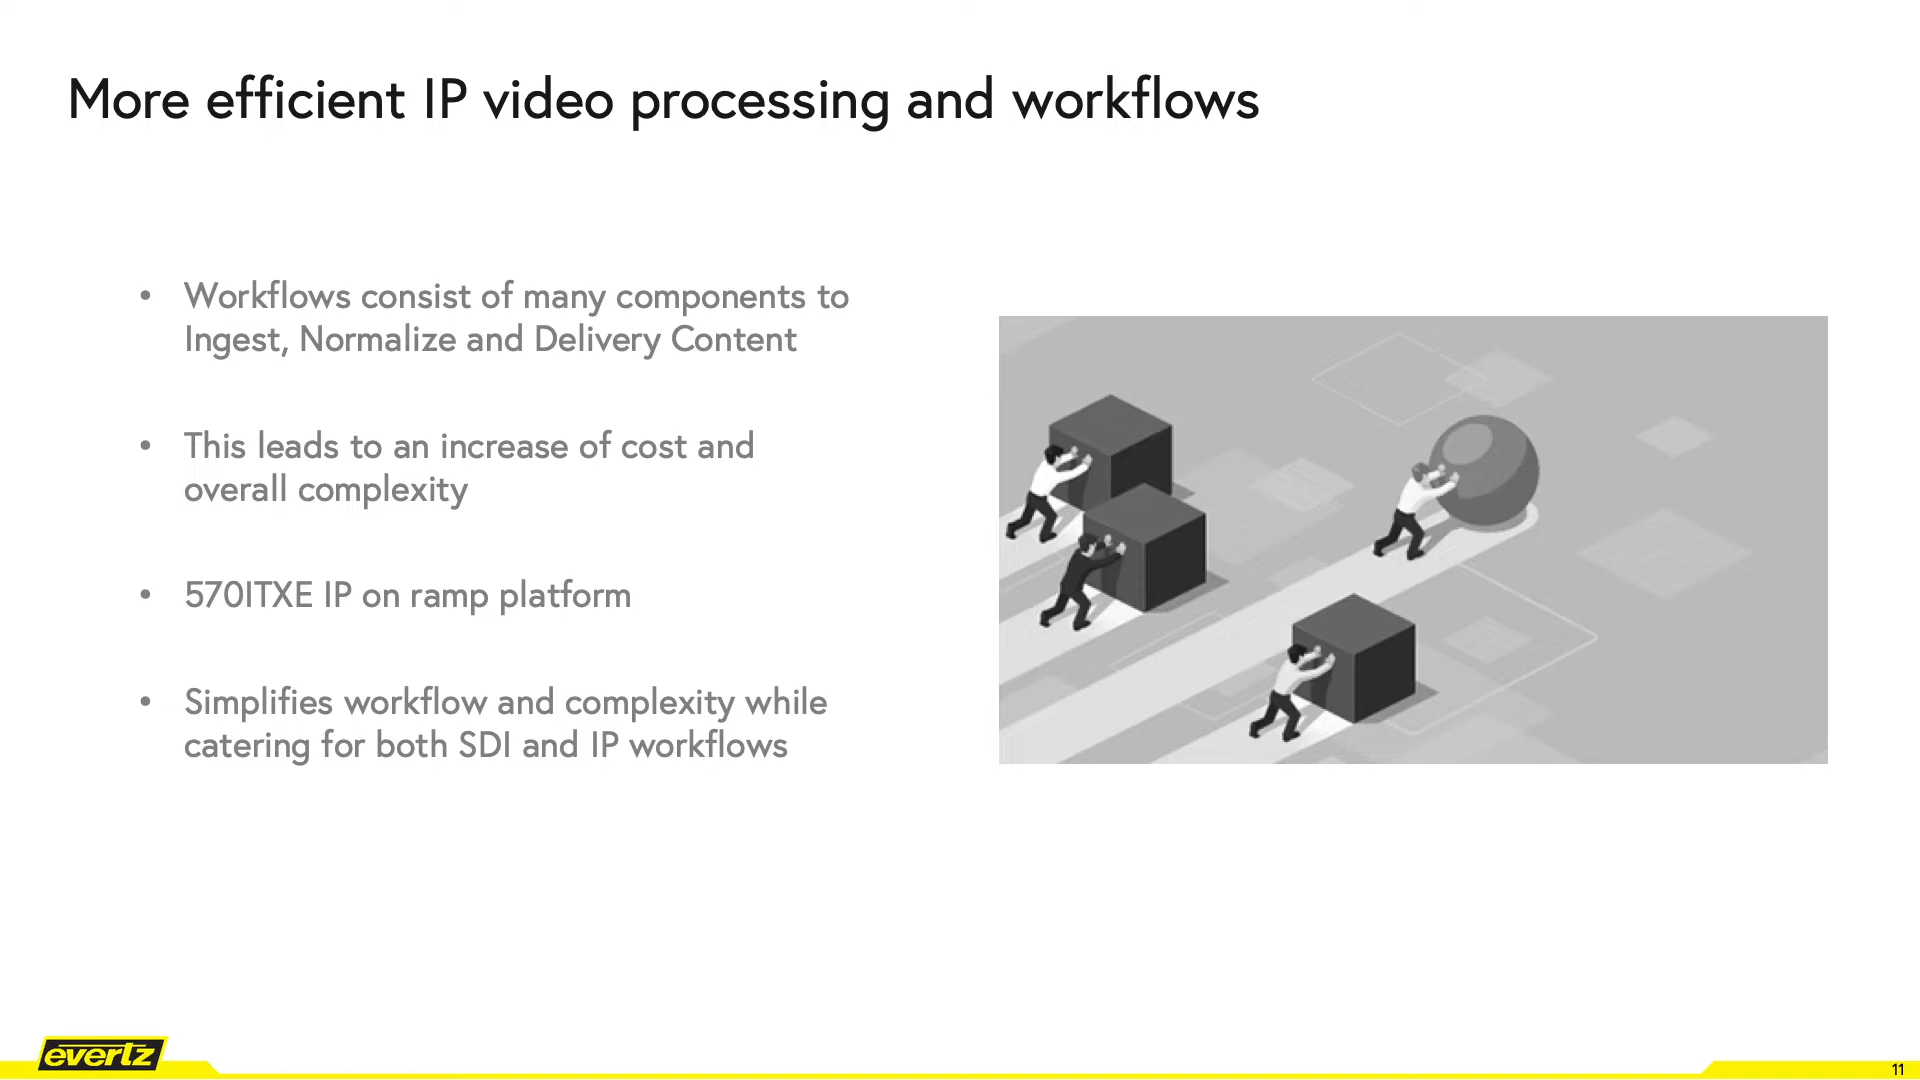 More efficient IP video processing and workflows
• Workflows consist of many components to
Ingest, Normalize and Delivery Content
• This leads to an increase of cost and
overall complexity
• 570ITXE IP on ramp platform
• Simplifies workflow and complexity while
catering for both SDI and IP workflows
evertz
11